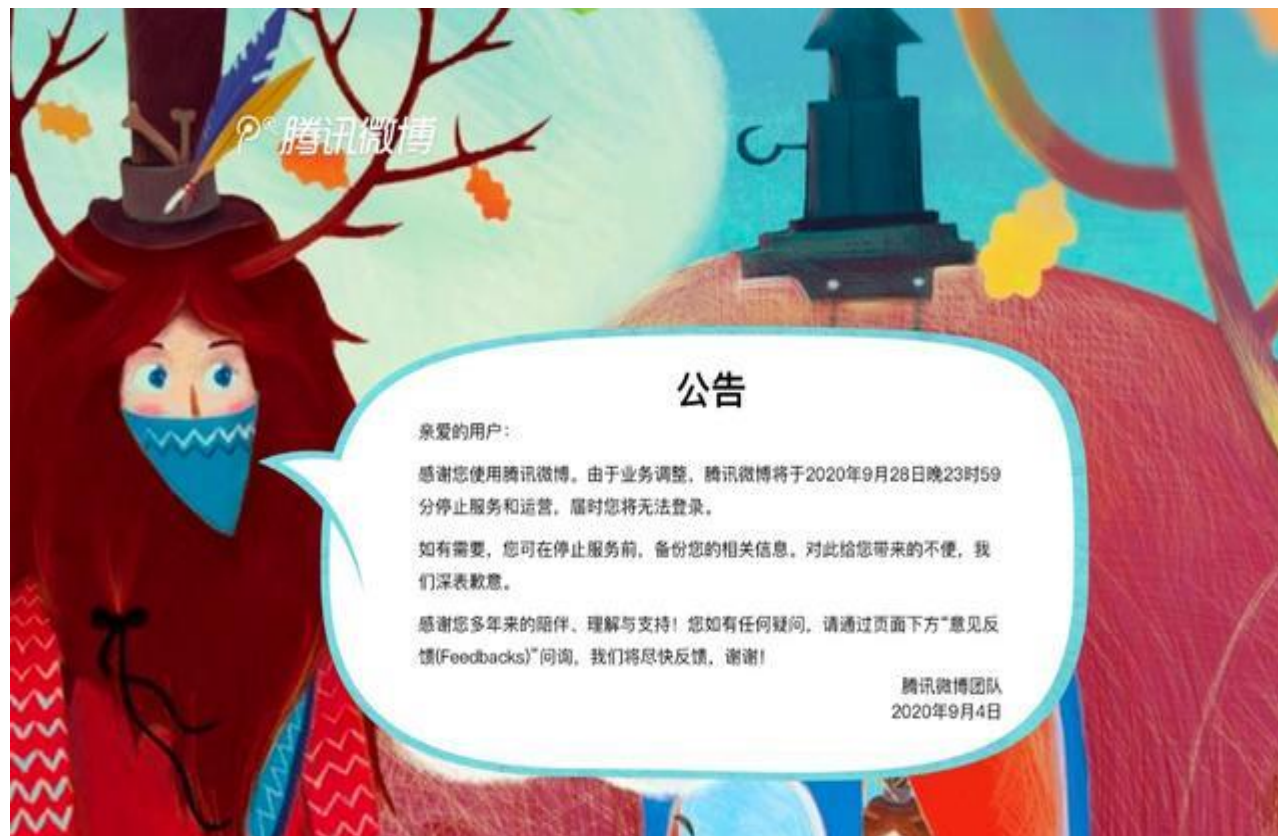 腾讯微博
公告
亲爱的用户：
感谢您使用腾讯微博。由于业务调整，腾讯微博将于2020年9月28日晚23时59
分停止服务和运营，届时您将无法登录。
如有需要，您可在停止服务前，备份您的相关信息。对此给您带来的不便，我
们深表歉意。
感谢您多年来的陪伴、理解与支持！您如有任何疑问，请通过页面下方“意见反
馈(Feedbacks)”问询，我们将尽快反馈，谢谢！
腾讯微博团队
2020年9月4日